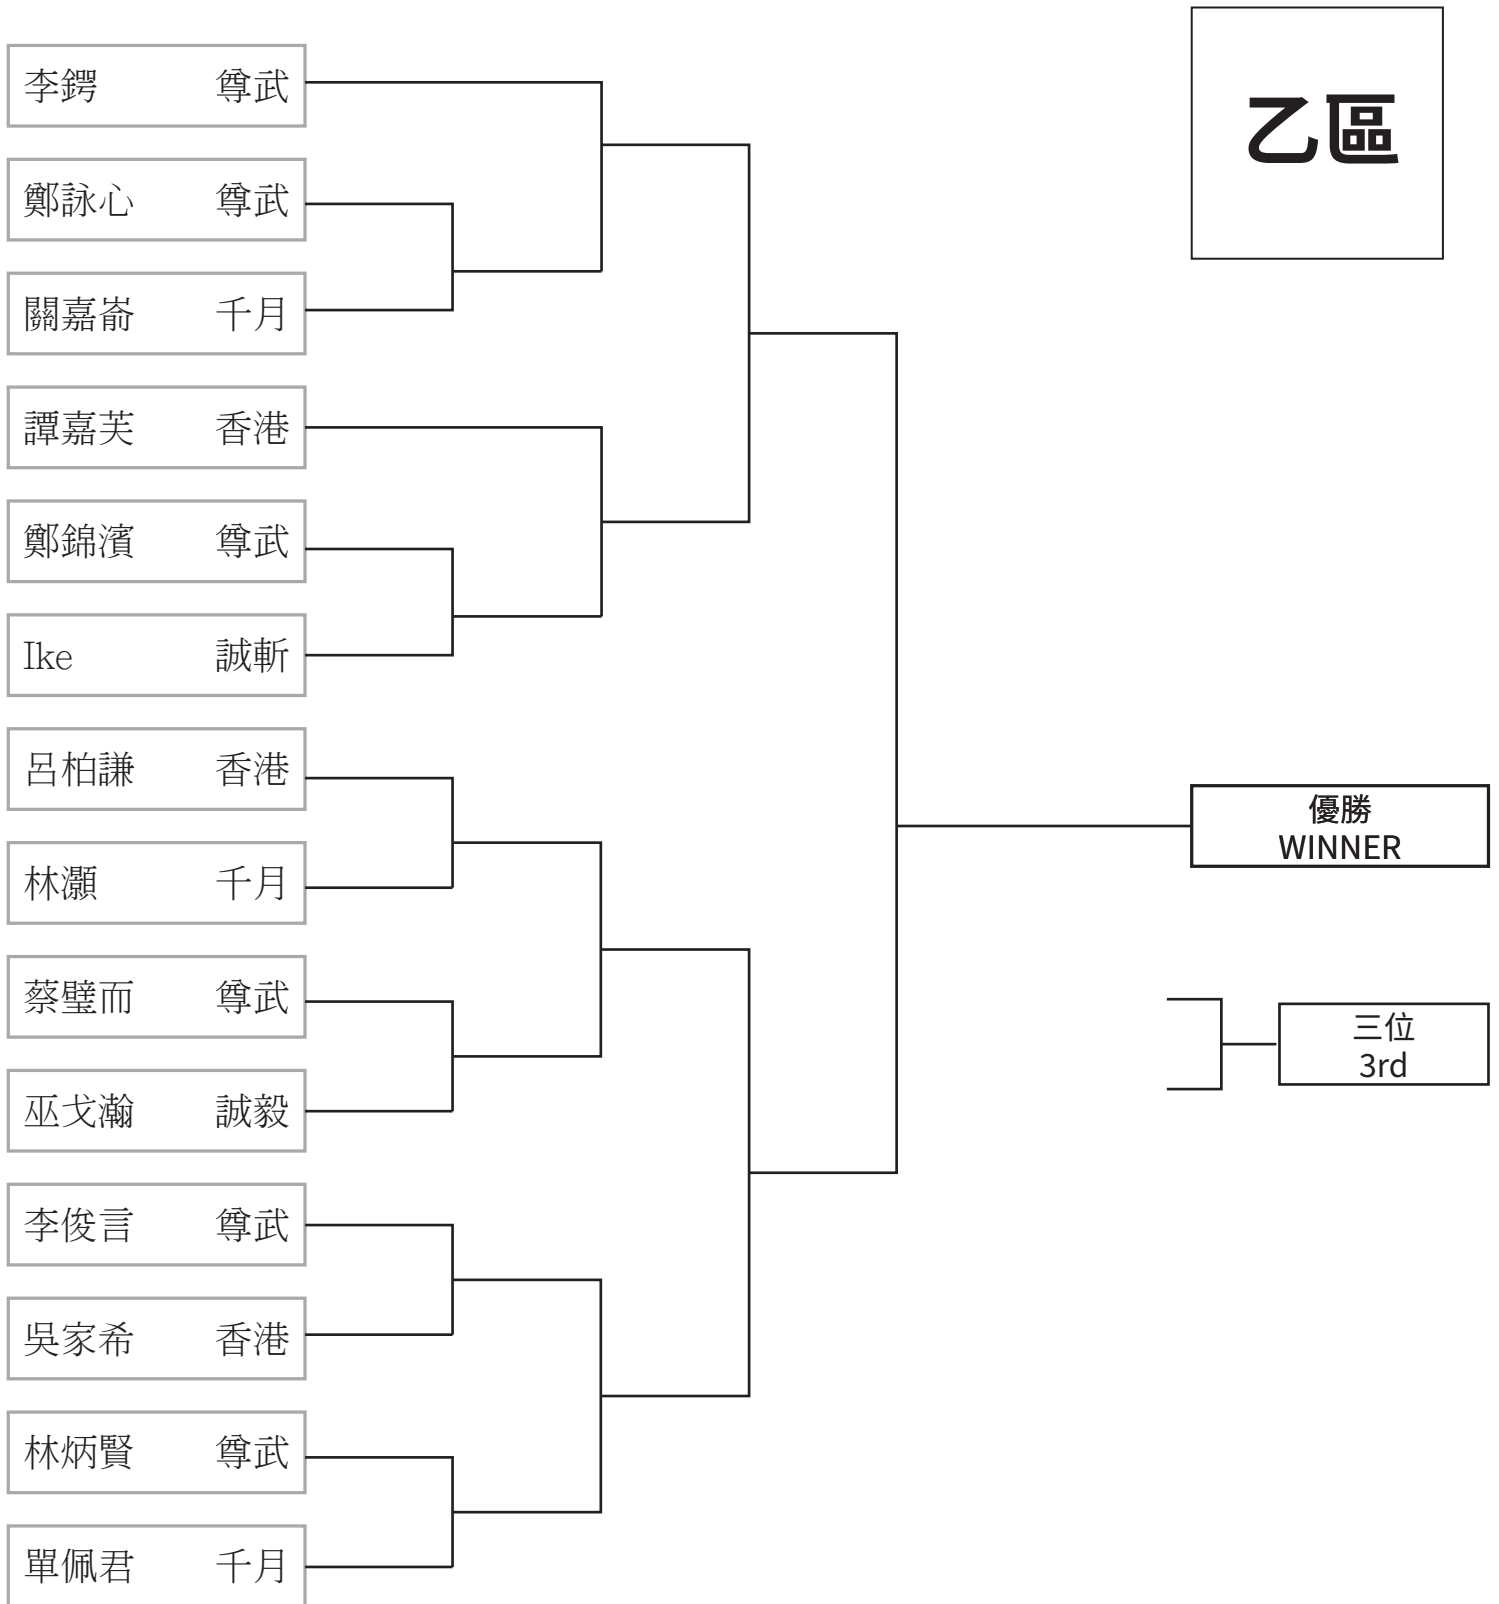 乙區
李鍔 尊武
鄭詠心 尊武
關嘉嵛 千月
譚嘉芙 香港
鄭錦濱 尊武
Ike 誠斬
呂柏謙 香港
林灝 千月
蔡璧而 尊武
巫戈瀚 誠毅
李俊言 尊武
吳家希 香港
林炳賢 尊武
單佩君 千月
優勝
WINNER
三位
3rd